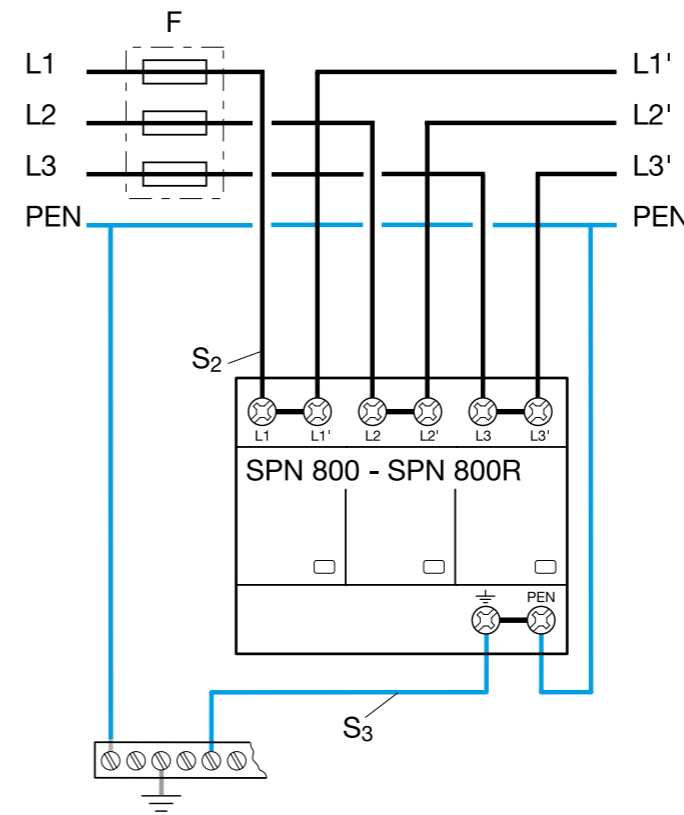 F
L1 L1'
L2 L2'
L3 L3'
PEN PEN
S2
L1 L1' L2 L2' L3 L3'
SPN 800 - SPN 800R
PEN
S3